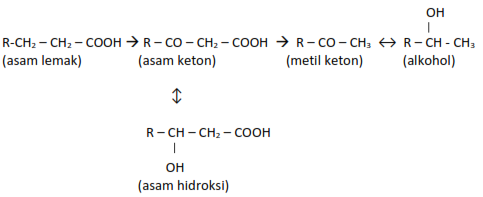 OH
|
R-CH₂ – CH₂ – COOH → R – CO – CH₂ – COOH → R – CO – CH₃ ↔ R – CH - CH₃
(asam lemak) (asam keton) (metil keton) (alkohol)
↕
R – CH – CH₂ – COOH
|
OH
(asam hidroksi)